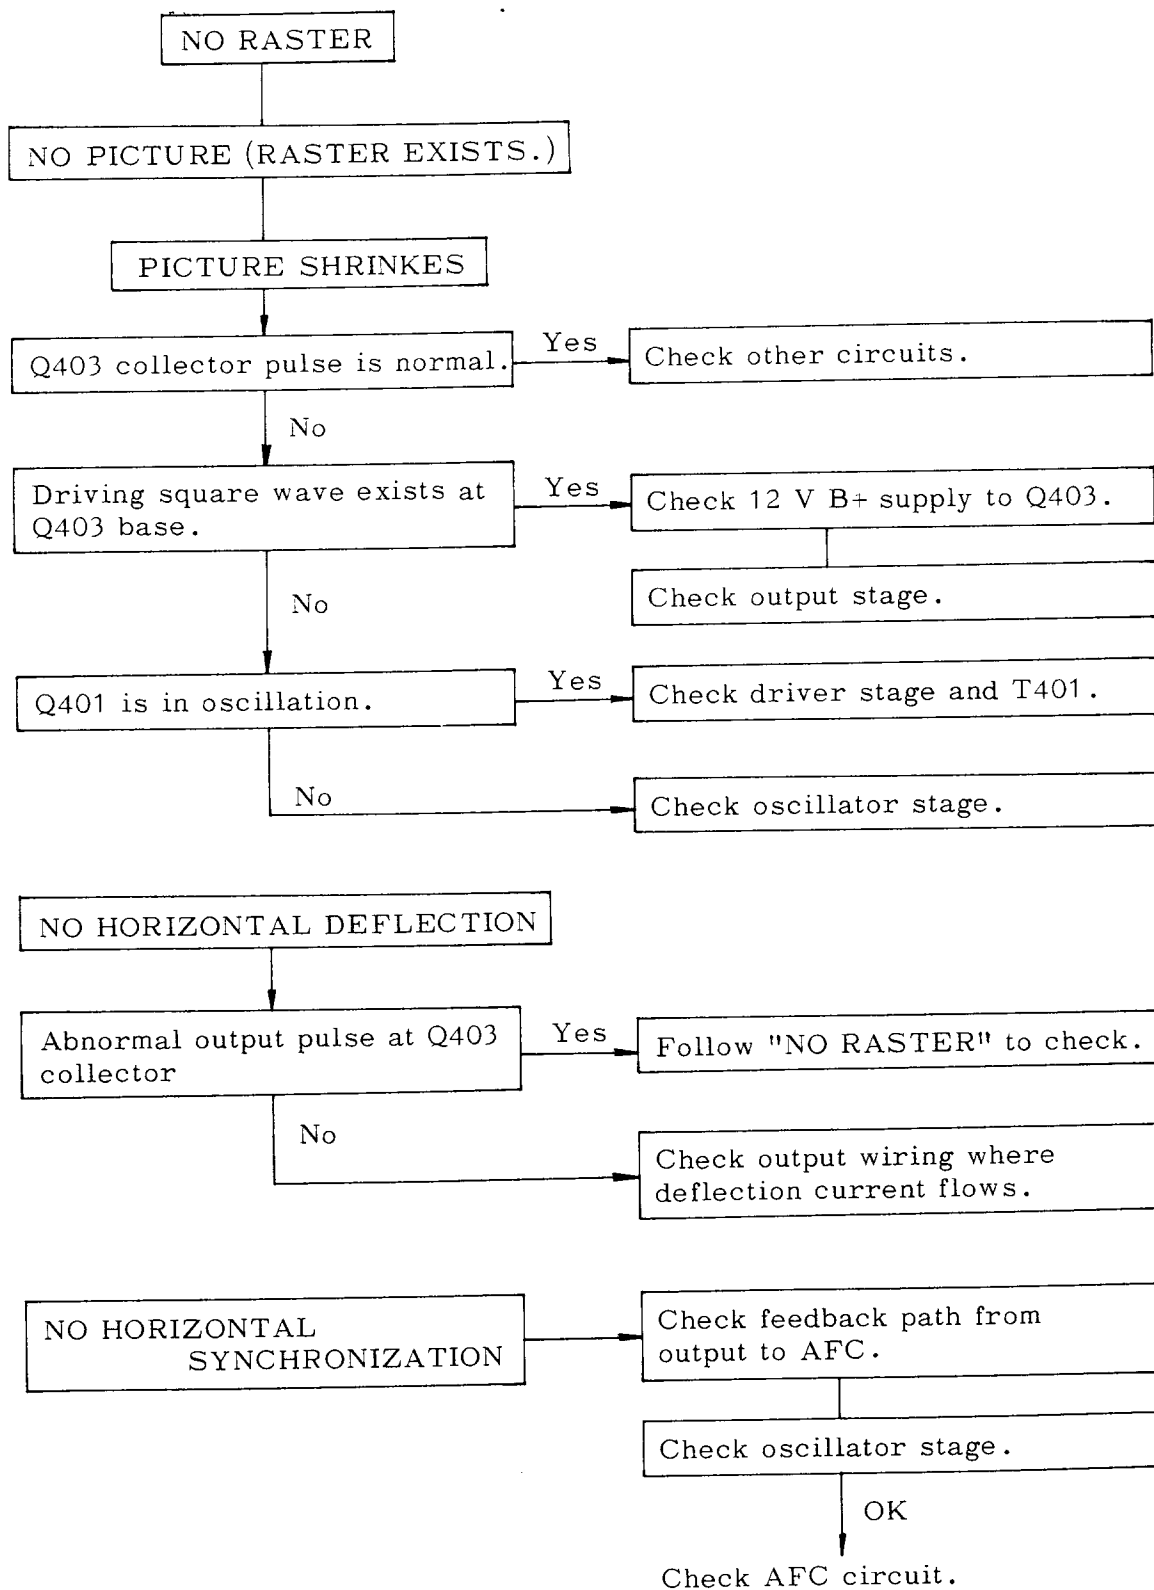 NO RASTER
NO PICTURE (RASTER EXISTS.)
PICTURE SHRINKES
Q403 collector pulse is normal.
Yes
Check other circuits.
No
Driving square wave exists at
Q403 base.
Yes
Check 12 V B+ supply to Q403.
Check output stage.
No
Q401 is in oscillation.
Yes
Check driver stage and T401.
No
Check oscillator stage.
NO HORIZONTAL DEFLECTION
Abnormal output pulse at Q403
collector
Yes
Follow "NO RASTER" to check.
No
Check output wiring where
deflection current flows.
NO HORIZONTAL
SYNCHRONIZATION
Check feedback path from
output to AFC.
Check oscillator stage.
OK
Check AFC circuit.